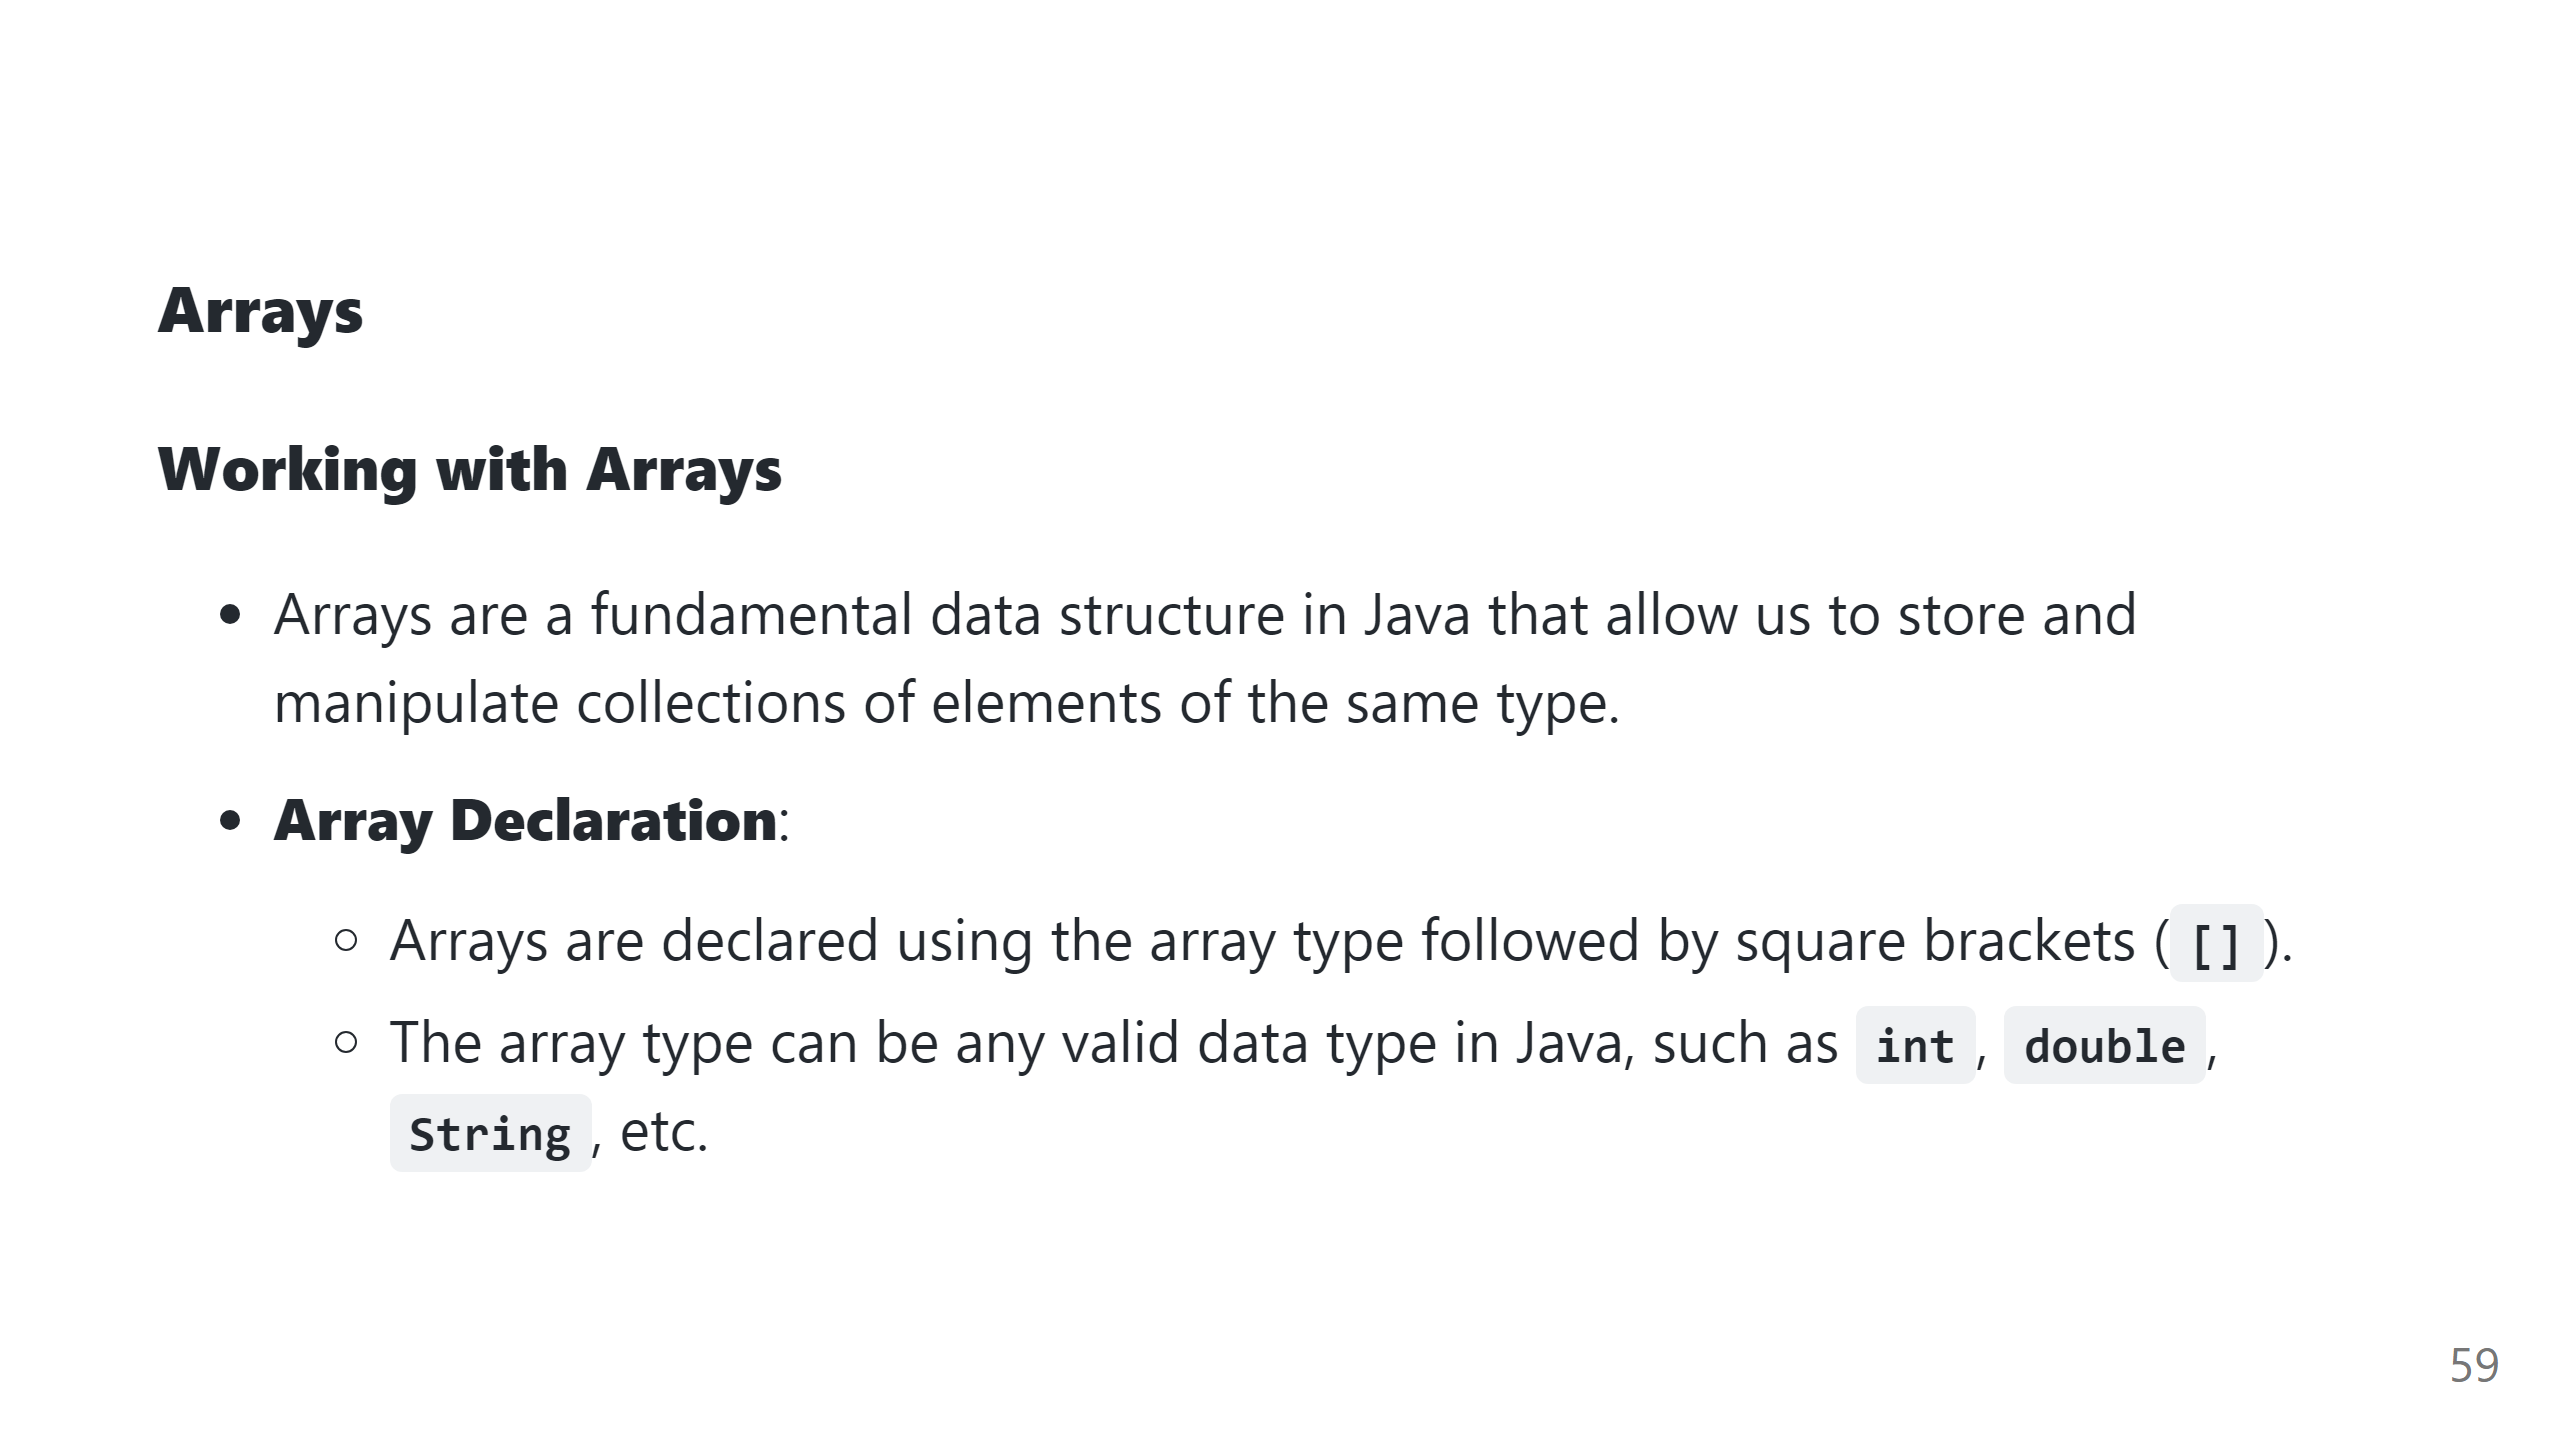 Arrays
Working with Arrays
• Arrays are a fundamental data structure in Java that allow us to store and
manipulate collections of elements of the same type.
• Array Declaration:
○ Arrays are declared using the array type followed by square brackets ( [] ).
○ The array type can be any valid data type in Java, such as int , double ,
String , etc.
59